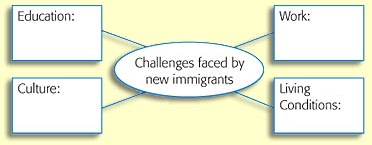 Education:
Work:
Challenges faced by
new immigrants
Culture:
Living
Conditions: